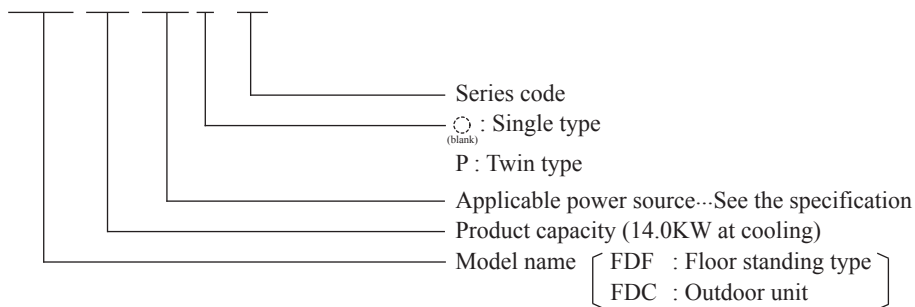 Series code
: Single type
(blank)
P : Twin type
Applicable power source···See the specification
Product capacity (14.0KW at cooling)
Model name FDF : Floor standing type
FDC : Outdoor unit